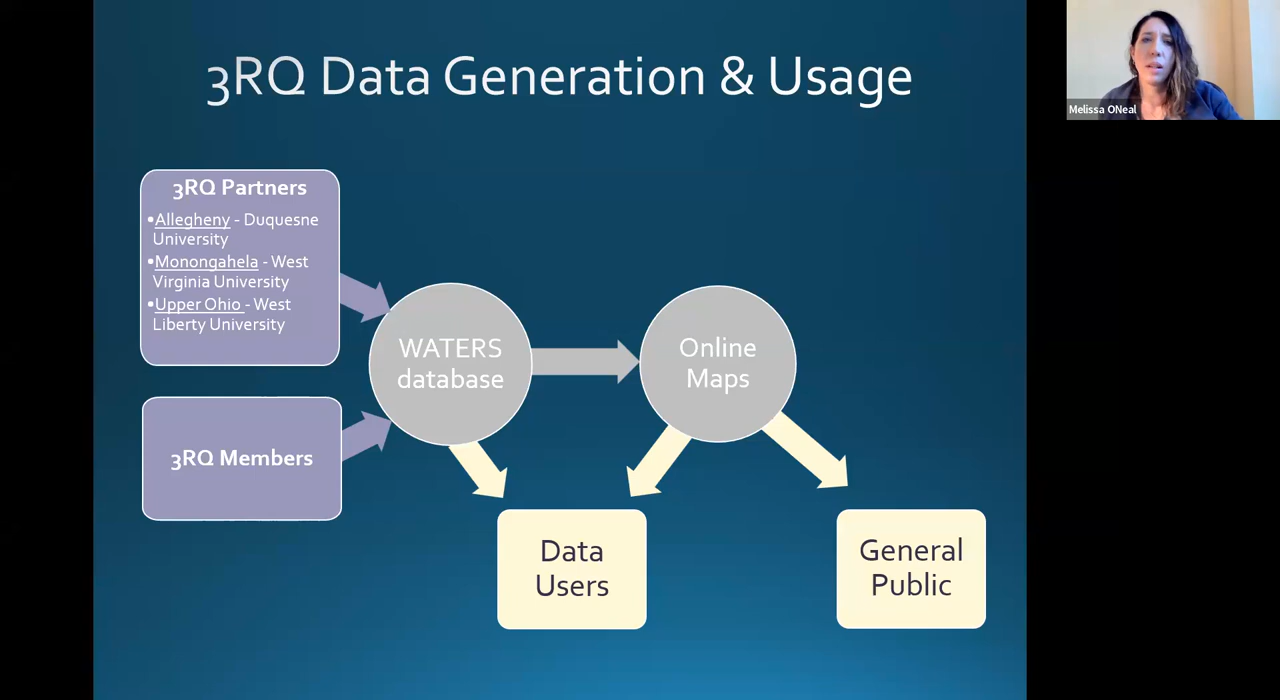 3RQ Data Generation & Usage
Melissa ONeal
3RQ Partners
•Allegheny - Duquesne
University
•Monongahela - West
Virginia University
•Upper Ohio - West
Liberty University
3RQ Members
WATERS
database
Online
Maps
Data
Users
General
Public